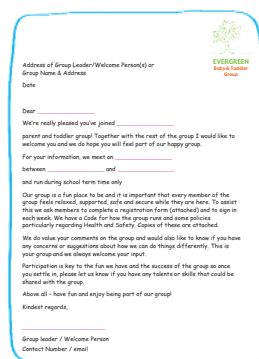 EVERGREEN
Baby & Toddler
Group
Address of Group Leader/Welcome Person(s) or
Group Name & Address
Date
Dear ____________
We're really pleased you've joined ____________
parent and toddler group! Together with the rest of the group I would like to
welcome you and we do hope you will feel part of our happy group.
For your information, we meet on ____________
between ____________ and ____________
and run during school term time only
Our group is a fun place to be and it is important that every member of the
group feels relaxed, supported, safe and secure while they are here. To assist
this we ask members to complete a registration form (attached) and to sign in
each week. We have a Code for how the group runs and some policies
particularly regarding Health and Safety. Copies of these are attached.
We do value your comments on the group and would also like to know if you have
any concerns or suggestions about how we can do things differently. This is
your group and we always welcome your input.
Participation is key to the fun we have and the success of the group so once
you settle in, please let us know if you have any talents or skills that could be
shared with the group.
Above all – have fun and enjoy being part of our group!
Kindest regards,
____________
Group leader / Welcome Person
Contact Number / email